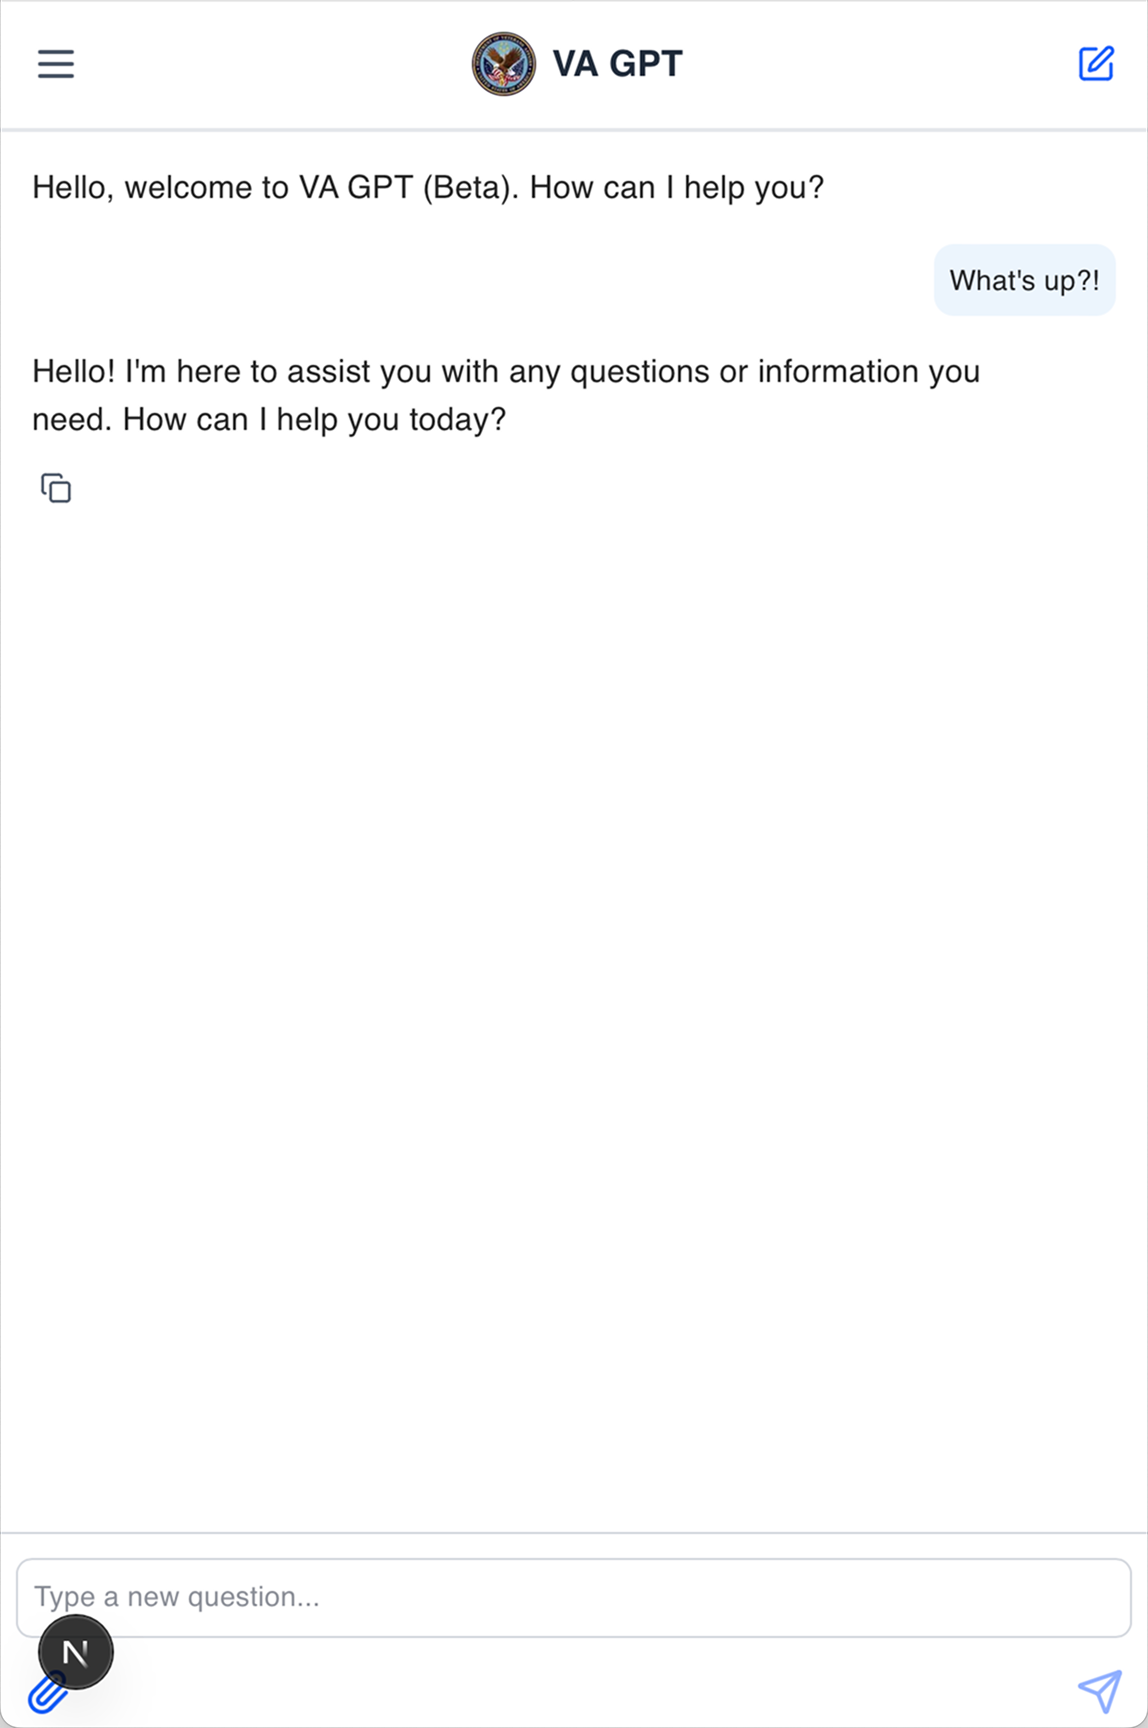 VA GPT
Hello, welcome to VA GPT (Beta). How can I help you?
What's up?!
Hello! I'm here to assist you with any questions or information you
need. How can I help you today?
Type a new question...
N